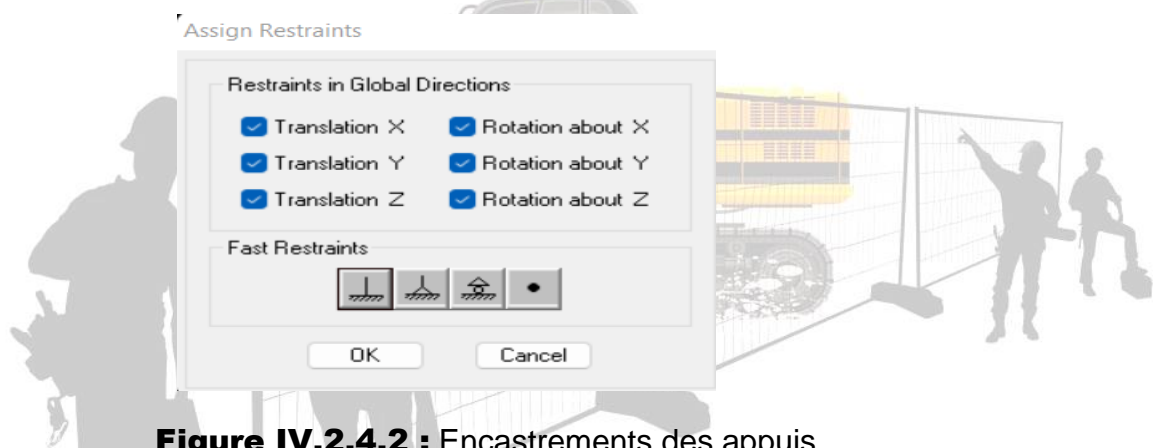 Assign Restraints
Restraints in Global Directions
Translation X Rotation about X
Translation Y Rotation about Y
Translation Z Rotation about Z
Fast Restraints
OK Cancel
Figure IV.2.4.2 : Encastrements des appuis